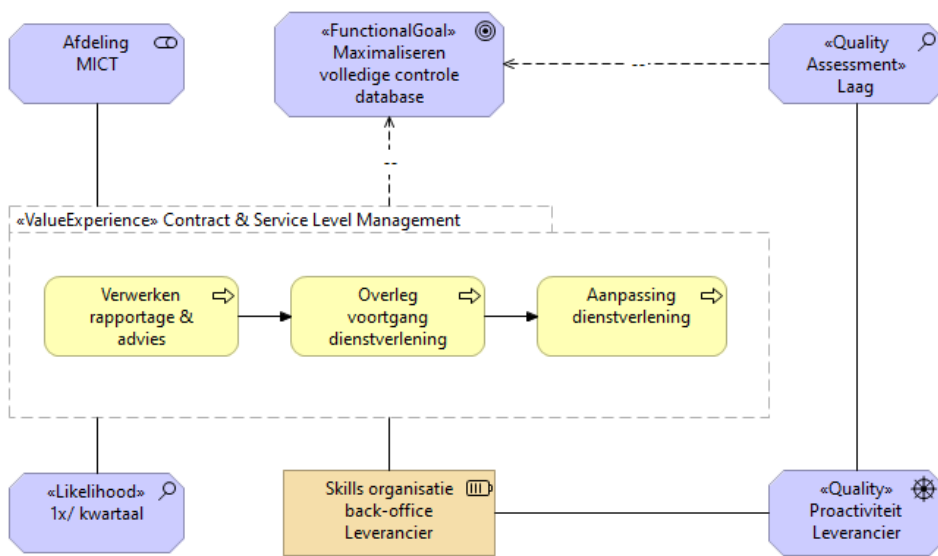 Afdeling
MICT
«FunctionalGoal»
Maximaliseren
volledige controle
database
«Quality
Assessment»
Laag
--
--
«ValueExperience» Contract & Service Level Management
Verwerken
rapportage &
advies
Overleg
voortgang
dienstverlening
Aanpassing
dienstverlening
«Likelihood»
1x/ kwartaal
Skills organisatie
back-office
Leverancier
«Quality»
Proactiviteit
Leverancier